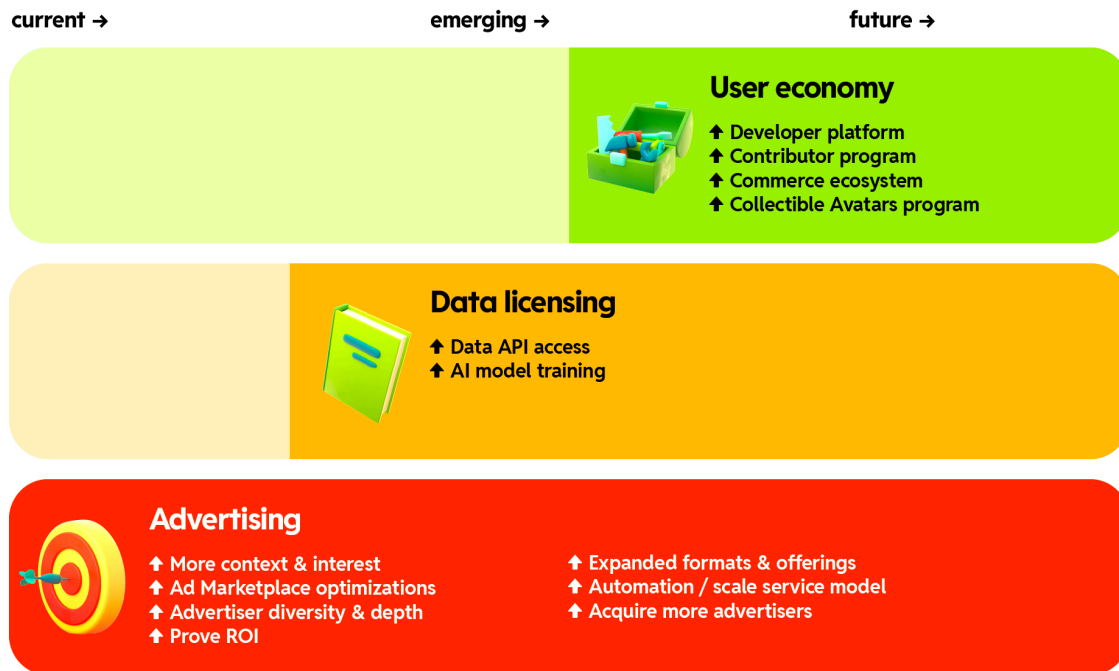 current →
emerging →
future →
User economy
↑ Developer platform
↑ Contributor program
↑ Commerce ecosystem
↑ Collectible Avatars program
Data licensing
↑ Data API access
↑ AI model training
Advertising
↑ More context & interest
↑ Ad Marketplace optimizations
↑ Advertiser diversity & depth
↑ Prove ROI
↑ Expanded formats & offerings
↑ Automation / scale service model
↑ Acquire more advertisers